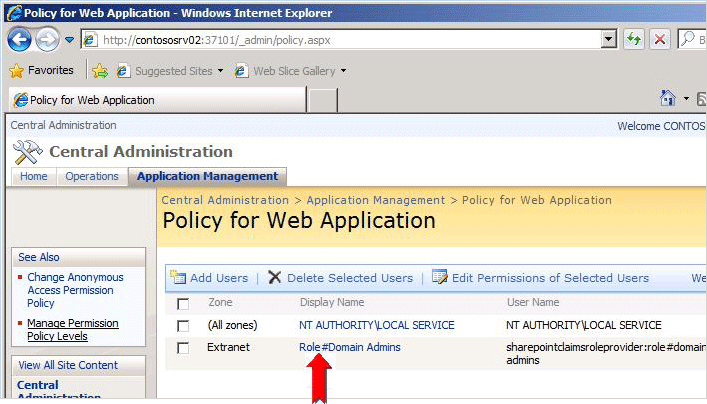 Policy for Web Application - Windows Internet Explorer
http://contososrv02:37101/_admin/policy.aspx
Favorites Suggested Sites Web Slice Gallery
Policy for Web Application
Central Administration Welcome CONTOS
Central Administration
Home Operations Application Management
Central Administration > Application Management > Policy for Web Application
Policy for Web Application
See Also
Change Anonymous
Access Permission
Policy
Manage Permission
Policy Levels
View All Site Content
Central
Administration
Add Users | Delete Selected Users | Edit Permissions of Selected Users We
Zone Display Name User Name
(All zones) NT AUTHORITY\LOCAL SERVICE NT AUTHORITY\LOCAL SERVICE
Extranet Role#Domain Admins sharepointclaimsroleprovider:role#domain
admins